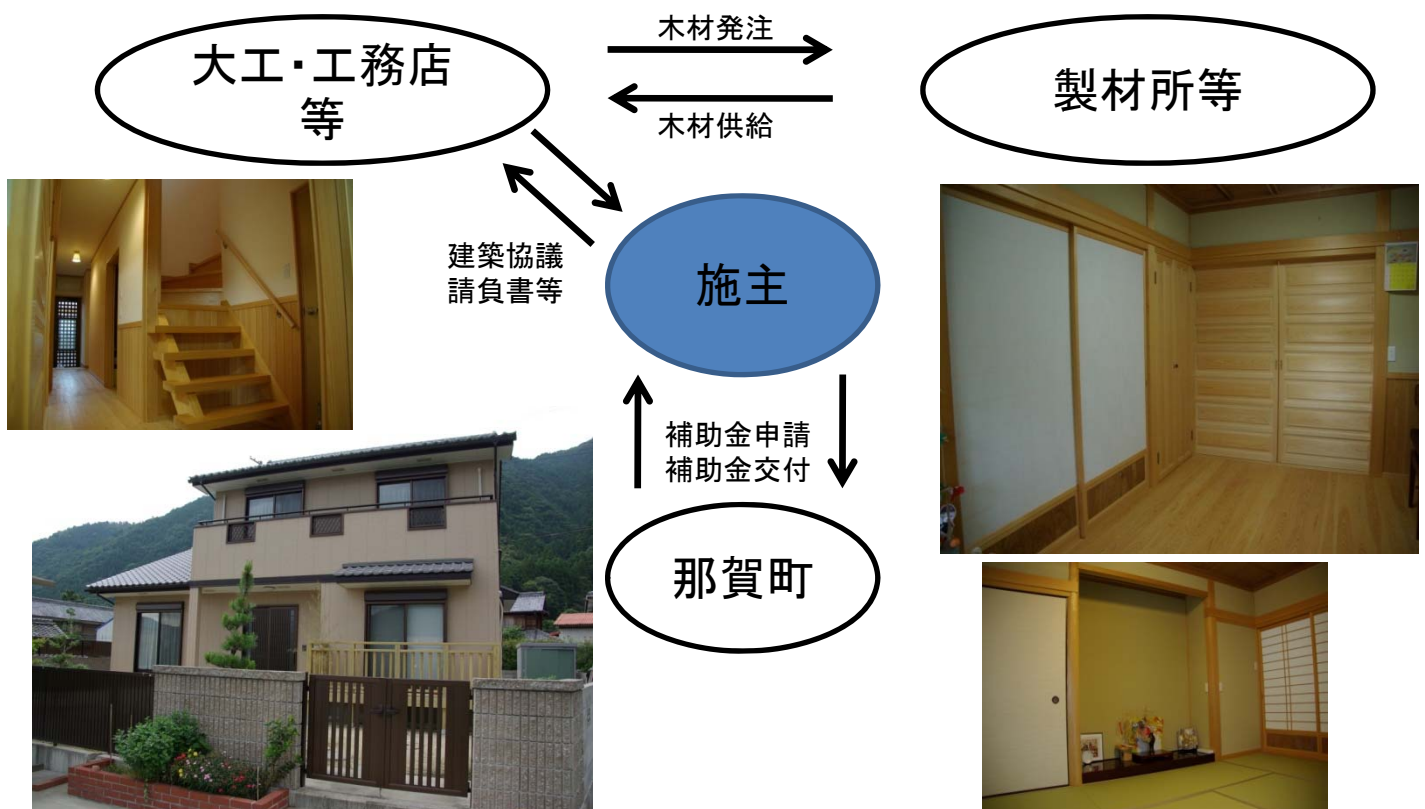 木材発注
大工・工務店
等
製材所等
木材供給
建築協議
請負書等
施主
補助金申請
補助金交付
那賀町